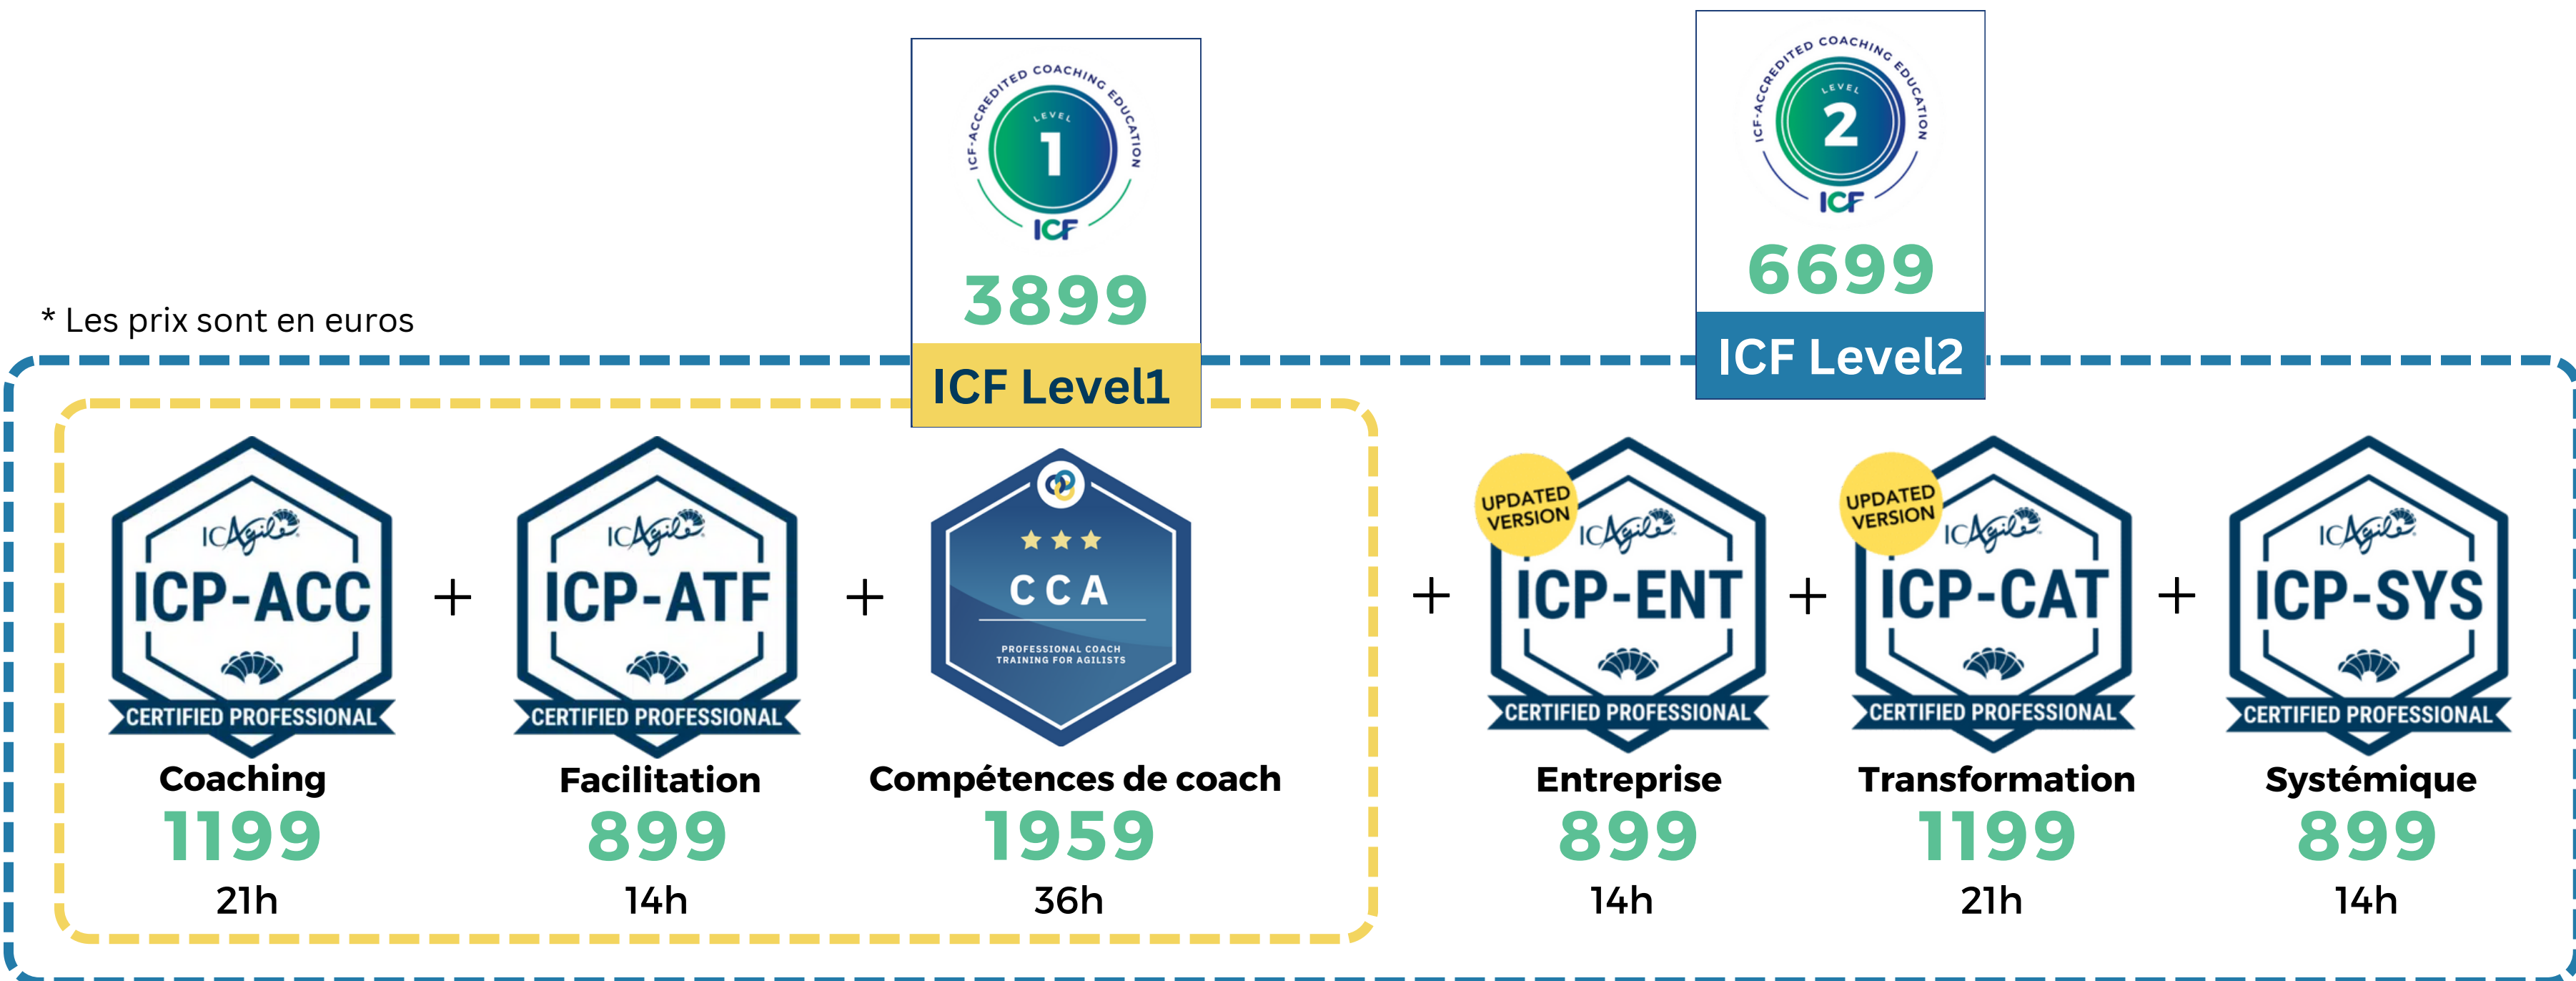 ICF-ACCREDITED COACHING EDUCATION
LEVEL
1
ICF
3899
ICF Level1
ICF-ACCREDITED COACHING EDUCATION
LEVEL
2
ICF
6699
ICF Level2
* Les prix sont en euros
ICAgile
ICP-ACC
CERTIFIED PROFESSIONAL
Coaching
1199
21h
+
ICAgile
ICP-ATF
CERTIFIED PROFESSIONAL
Facilitation
899
14h
+
CCA
PROFESSIONAL COACH
TRAINING FOR AGILISTS
Compétences de coach
1959
36h
+
UPDATED
VERSION
ICAgile
ICP-ENT
CERTIFIED PROFESSIONAL
Entreprise
899
14h
+
UPDATED
VERSION
ICAgile
ICP-CAT
CERTIFIED PROFESSIONAL
Transformation
1199
21h
+
ICAgile
ICP-SYS
CERTIFIED PROFESSIONAL
Systémique
899
14h